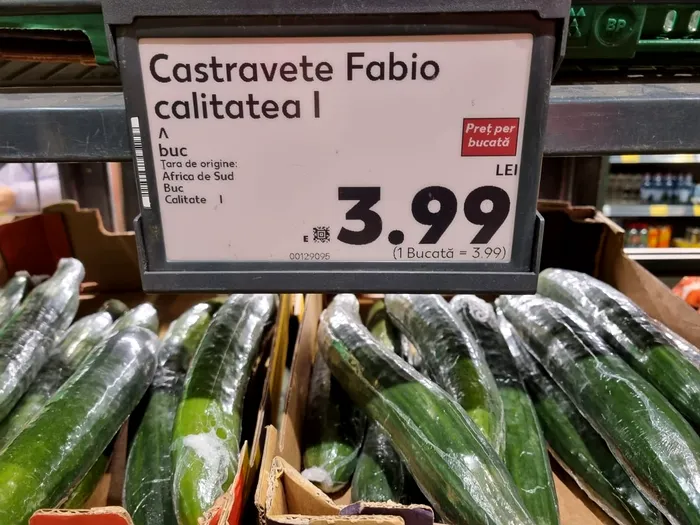 Castravete Fabio
calitatea I
^
buc
Țara de origine:
Africa de Sud
Buc
Calitate I
Preț per
bucată
LEI
3.99
(1 Bucată = 3.99)
E
00129095
BP